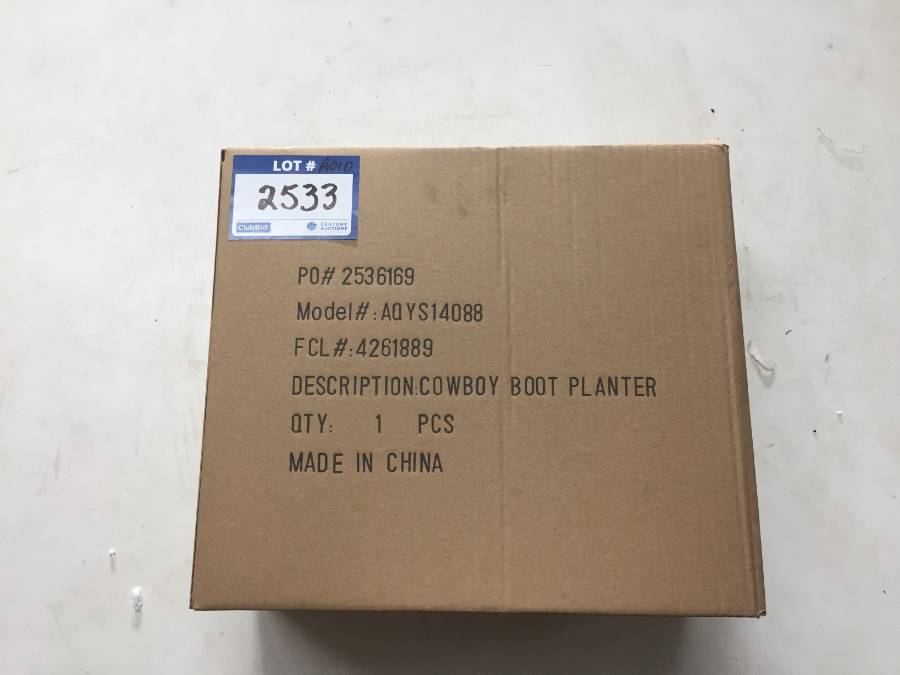 LOT # A01D
2533
ClubBid
CENTURY
AUCTIONS
PO# 2536169
Model#:AQYS14088
FCL#:4261889
DESCRIPTION:COWBOY BOOT PLANTER
QTY: 1 PCS
MADE IN CHINA